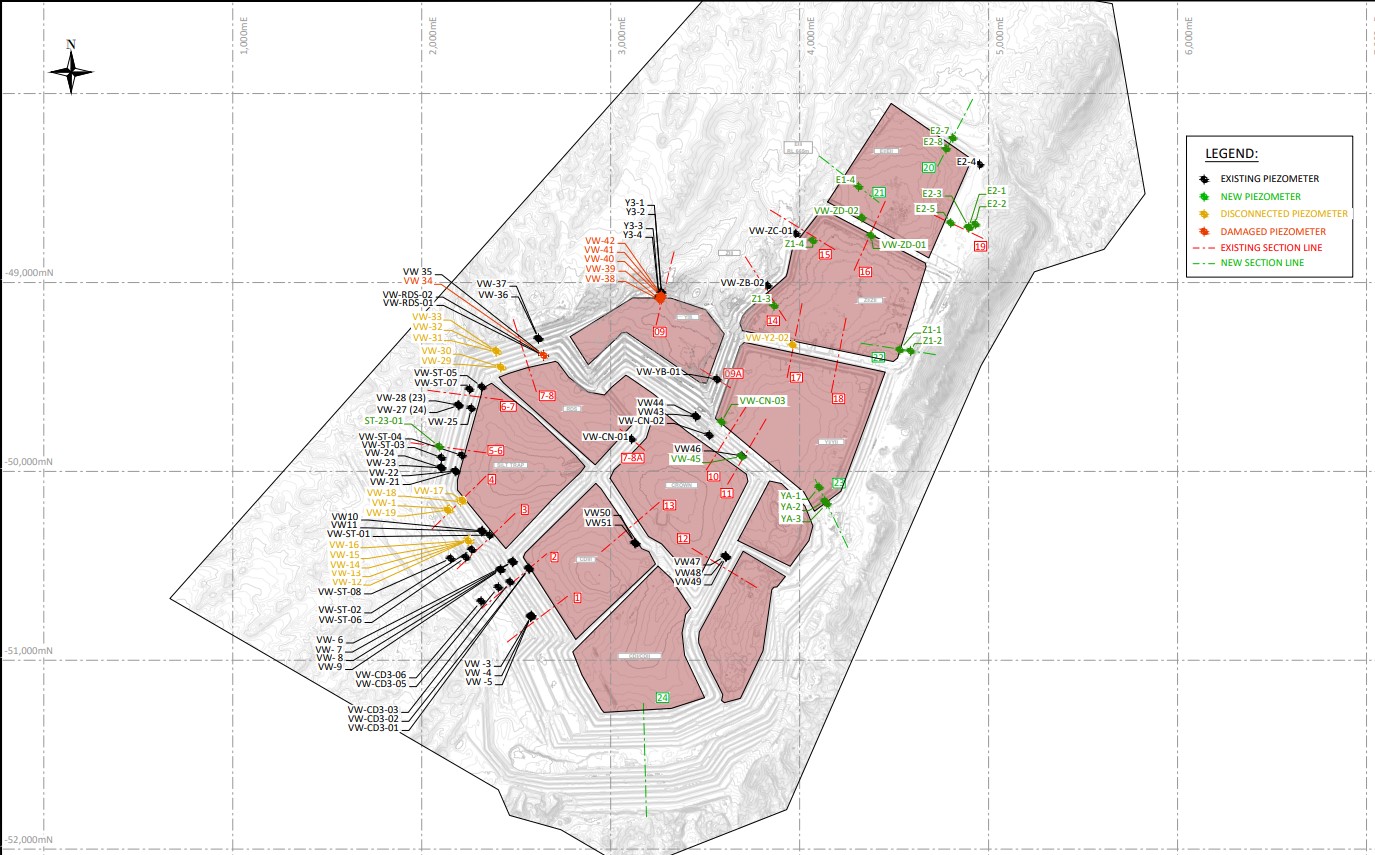 N
1,000mE
2,000mE
3,000mE
4,000mE
5,000mE
6,000mE
-49,000mN
-50,000mN
-51,000mN
-52,000mN
LEGEND:
EXISTING PIEZOMETER
NEW PIEZOMETER
DISCONNECTED PIEZOMETER
DAMAGED PIEZOMETER
EXISTING SECTION LINE
NEW SECTION LINE
E2-7
E2-8
E2-4
20
E1-4
21
E2-3
E2-1
E2-2
E2-5
19
VW-ZD-02
VW-ZC-01
Z1-4
VW-ZD-01
15
16
Y3-1
Y3-2
Y3-3
Y3-4
VW-42
VW-41
VW-40
VW-39
VW-38
09
VW-ZB-02
Z1-3
14
VW-Y2-02
Z1-1
Z1-2
22
17
18
VW 35
VW 34
VW-37
VW-36
VW-RDS-02
VW-RDS-01
VW-33
VW-32
VW-31
VW-30
VW-29
VW-ST-05
VW-ST-07
VW-28 (23)
VW-27 (24)
VW-25
ST-23-01
VW-ST-04
VW-ST-03
VW-24
VW-23
VW-22
VW-21
7-8
6-7
5-6
SILT TRAP
4
3
VW-YB-01
09A
VW-CN-03
VW44
VW43
VW-CN-02
VW-CN-01
7-8A
VW46
VW-45
10
11
CROWN
13
12
23
YA-1
YA-2
YA-3
VW-18
VW-17
VW-1
VW-19
VW10
VW11
VW-ST-01
VW-16
VW-15
VW-14
VW-13
VW-12
VW-ST-08
VW-ST-02
VW-ST-06
VW- 6
VW- 7
VW- 8
VW-9
VW-CD3-06
VW-CD3-05
VW-CD3-03
VW-CD3-02
VW-CD3-01
VW50
VW51
2
1
VW47
VW48
VW49
VW -3
VW -4
VW -5
24